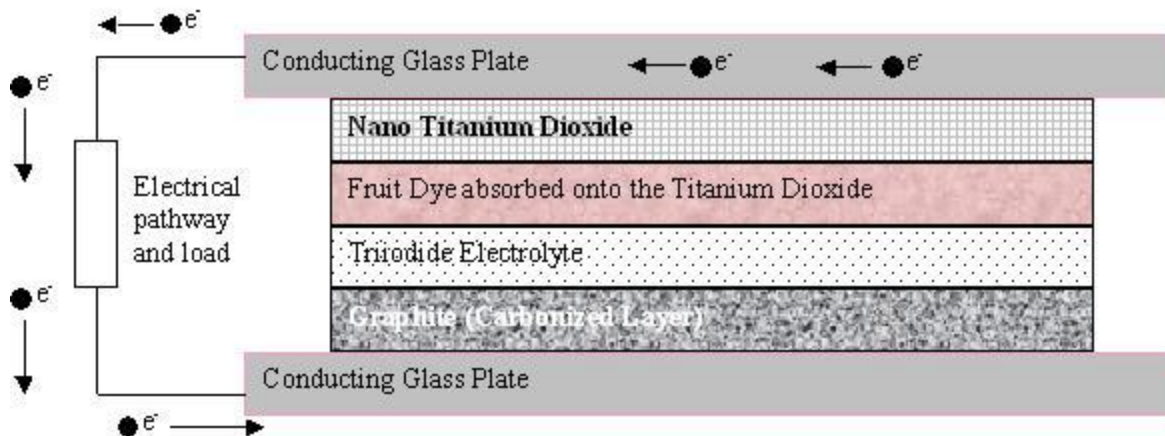 e-
Conducting Glass Plate
e-
e-
e-
Nano Titanium Dioxide
Fruit Dye absorbed onto the Titanium Dioxide
Electrical
pathway
and load
Triiodide Electrolyte
e-
Graphite (Carbonized Layer)
Conducting Glass Plate
e-